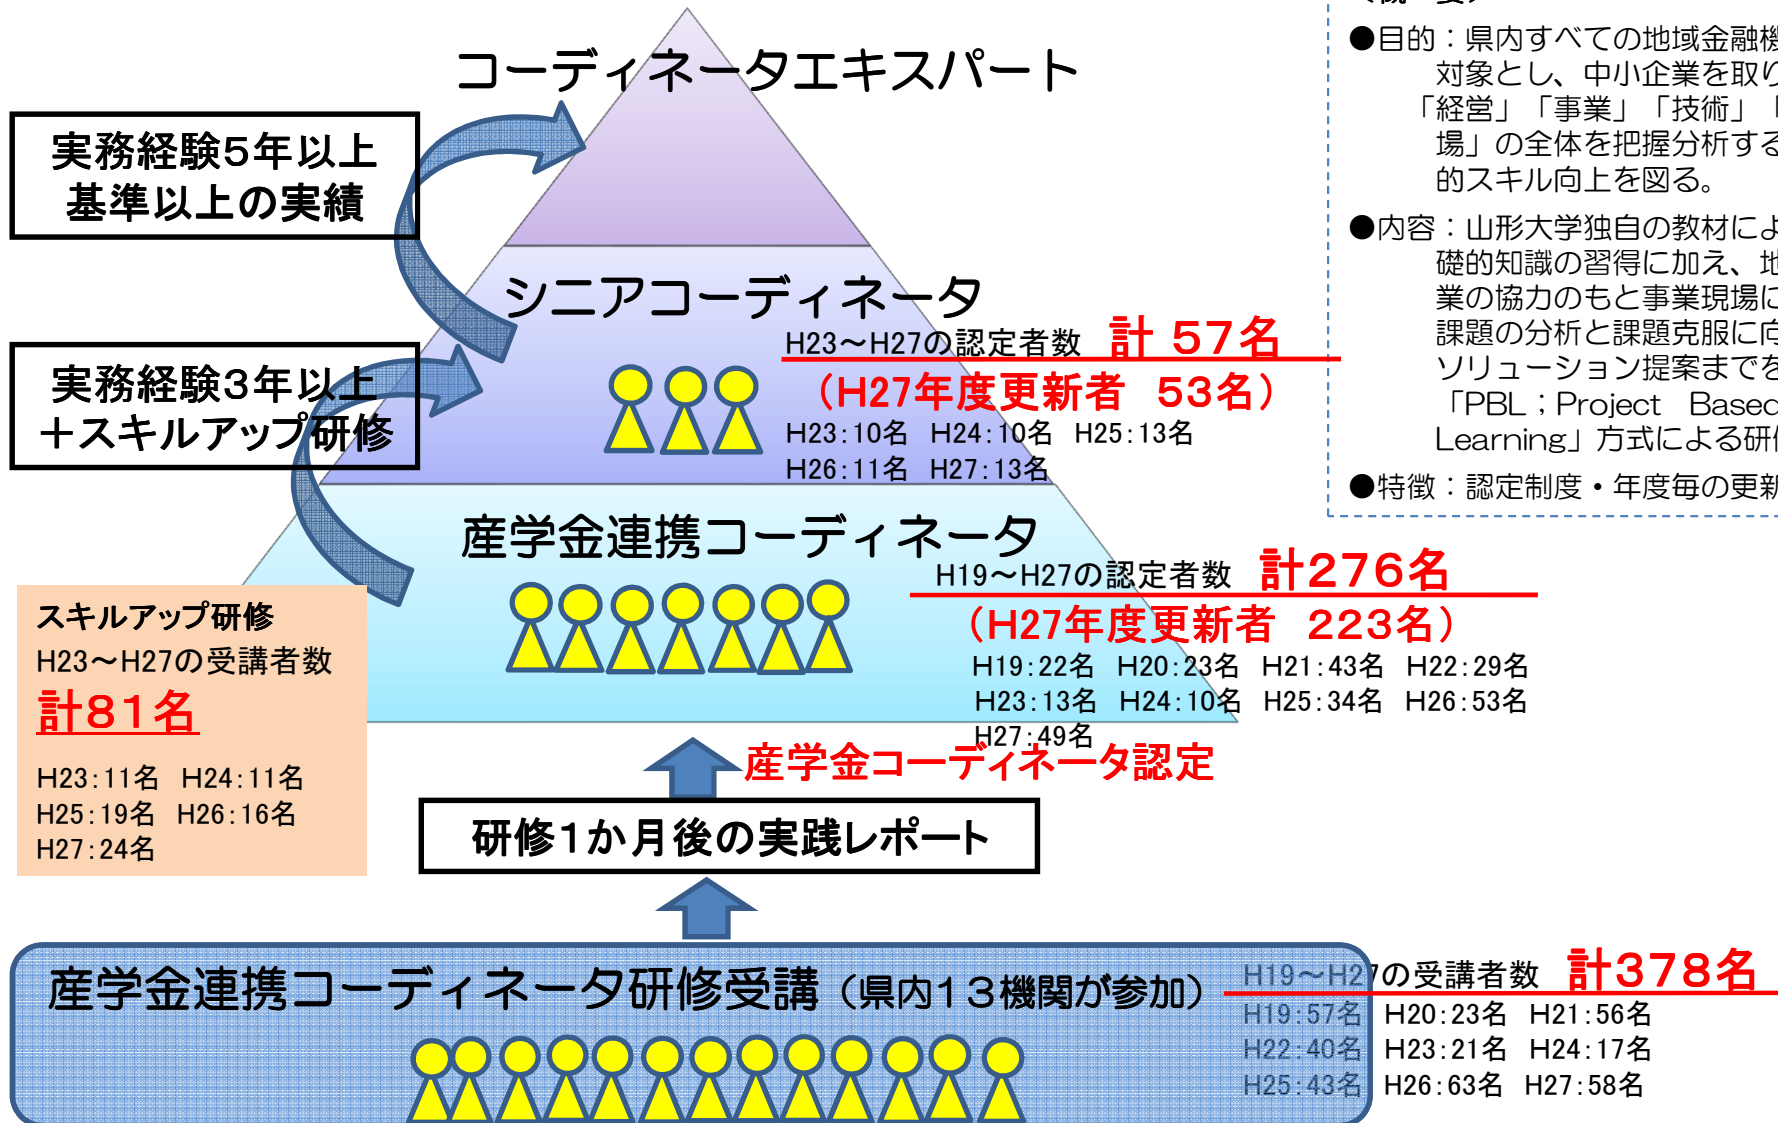 コーディネータエキスパート
実務経験5年以上
基準以上の実績
シニアコーディネータ
H23～H27の認定者数 計 57名
（H27年度更新者 53名）
H23:10名 H24:10名 H25:13名
H26:11名 H27:13名
実務経験3年以上
＋スキルアップ研修
産学金連携コーディネータ
H19～H27の認定者数 計276名
（H27年度更新者 223名）
H19:22名 H20:23名 H21:43名 H22:29名
H23:13名 H24:10名 H25:34名 H26:53名
H27:49名
スキルアップ研修
H23～H27の受講者数
計81名
H23:11名 H24:11名
H25:19名 H26:16名
H27:24名
産学金コーディネータ認定
研修1か月後の実践レポート
産学金連携コーディネータ研修受講（県内13機関が参加）
H19～H27の受講者数 計378名
H19:57名 H20:23名 H21:56名
H22:40名 H23:21名 H24:17名
H25:43名 H26:63名 H27:58名
●目的：県内すべての地域金融機
対象とし、中小企業を取り
「経営」「事業」「技術」「
場」の全体を把握分析する
的スキル向上を図る。
●内容：山形大学独自の教材によ
礎的知識の習得に加え、地
業の協力のもと事業現場に
課題の分析と課題克服に向
ソリューション提案までを
「PBL；Project Based
Learning」方式による研修
●特徴：認定制度・年度毎の更新